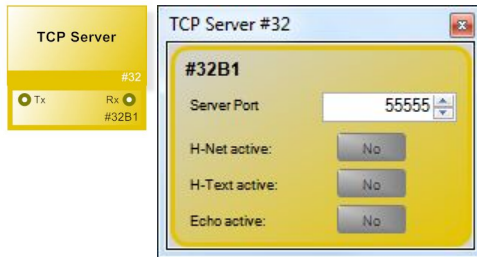 TCP Server
#32
Tx Rx
#32B1
TCP Server #32
#32B1
Server Port 55555
H-Net active: No
H-Text active: No
Echo active: No